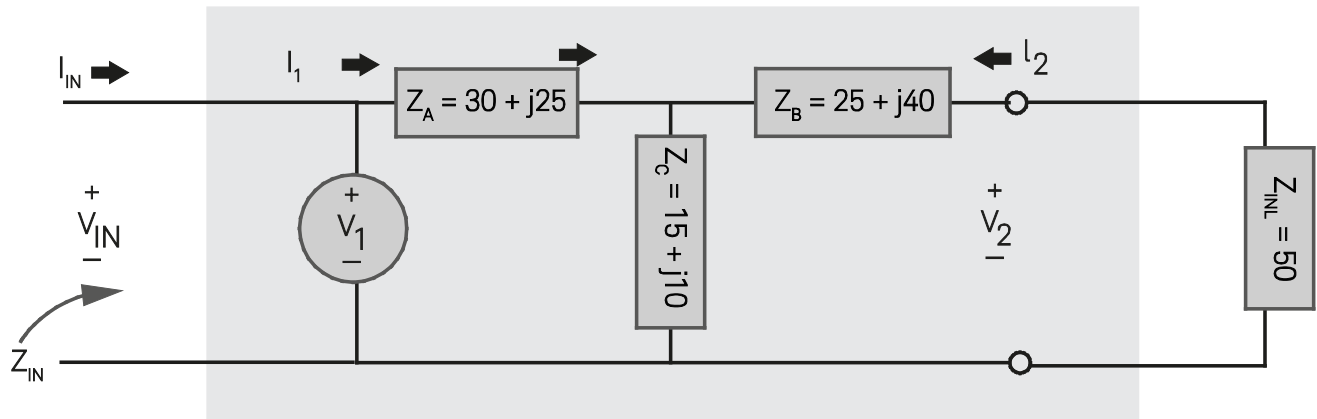 I_IN
I_1
Z_A = 30 + j25
Z_B = 25 + j40
I_2
+
V_IN
−
+
V_1
−
Z_C = 15 + j10
+
V_2
−
Z_INL = 50
Z_IN